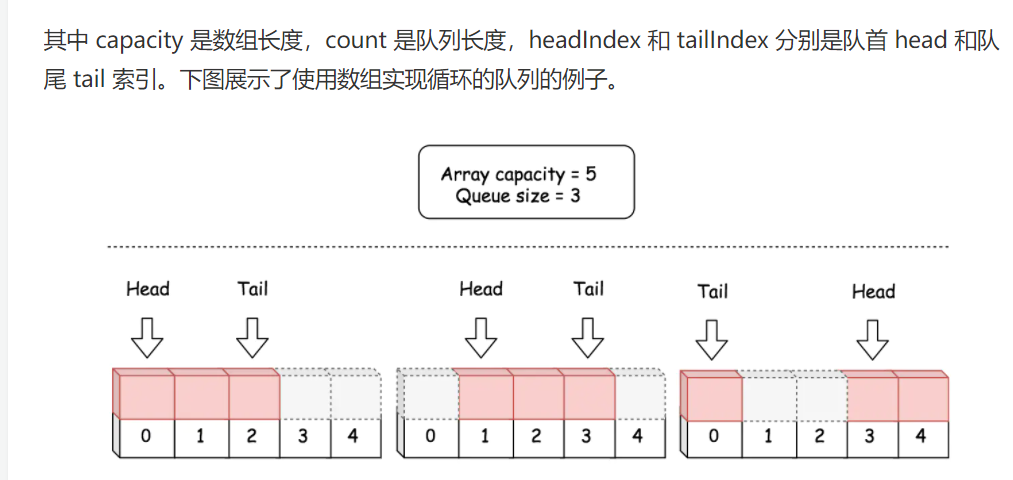 其中 capacity 是数组长度，count 是队列长度，headIndex 和 tailIndex 分别是队首 head 和队
尾 tail 索引。下图展示了使用数组实现循环的队列的例子。
Array capacity = 5
Queue size = 3
Head Tail Head Tail Tail Head
0 1 2 3 4 0 1 2 3 4 0 1 2 3 4